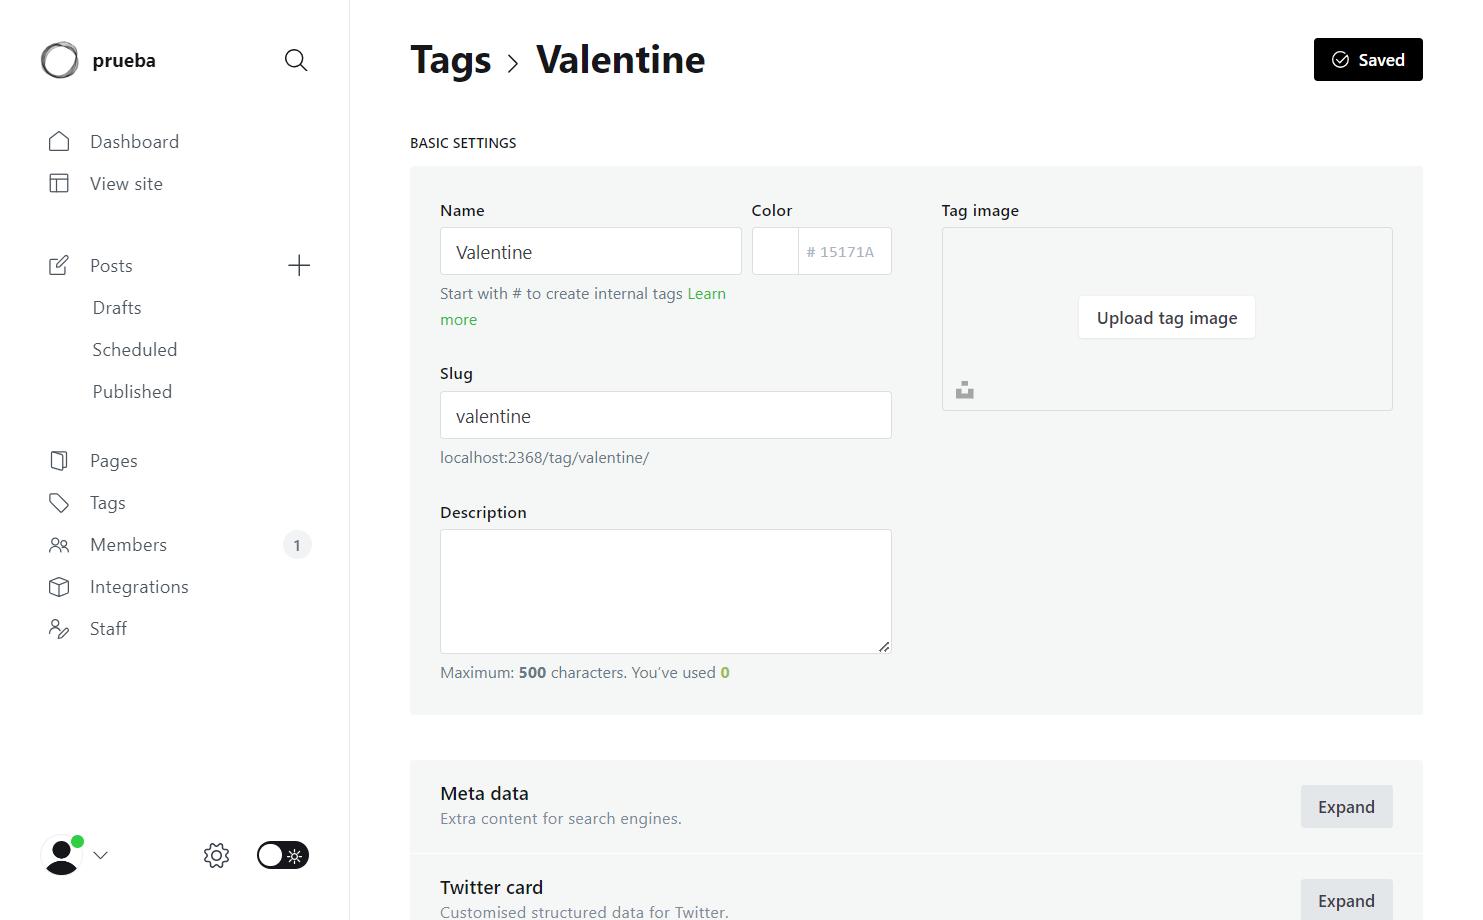 prueba
Dashboard
View site
Posts
Drafts
Scheduled
Published
Pages
Tags
Members 1
Integrations
Staff
Tags > Valentine
Saved
BASIC SETTINGS
Name
Valentine
Start with # to create internal tags Learn
more
Color
# 15171A
Slug
valentine
localhost:2368/tag/valentine/
Description
Maximum: 500 characters. You’ve used 0
Tag image
Upload tag image
Meta data
Extra content for search engines.
Expand
Twitter card
Customised structured data for Twitter.
Expand